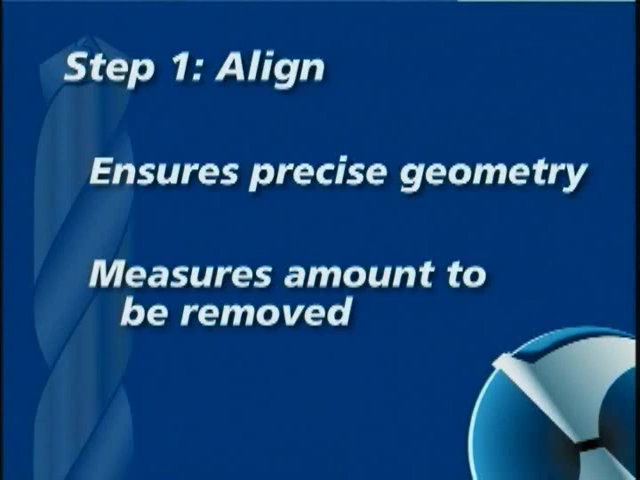 Step 1: Align
Ensures precise geometry
Measures amount to
be removed